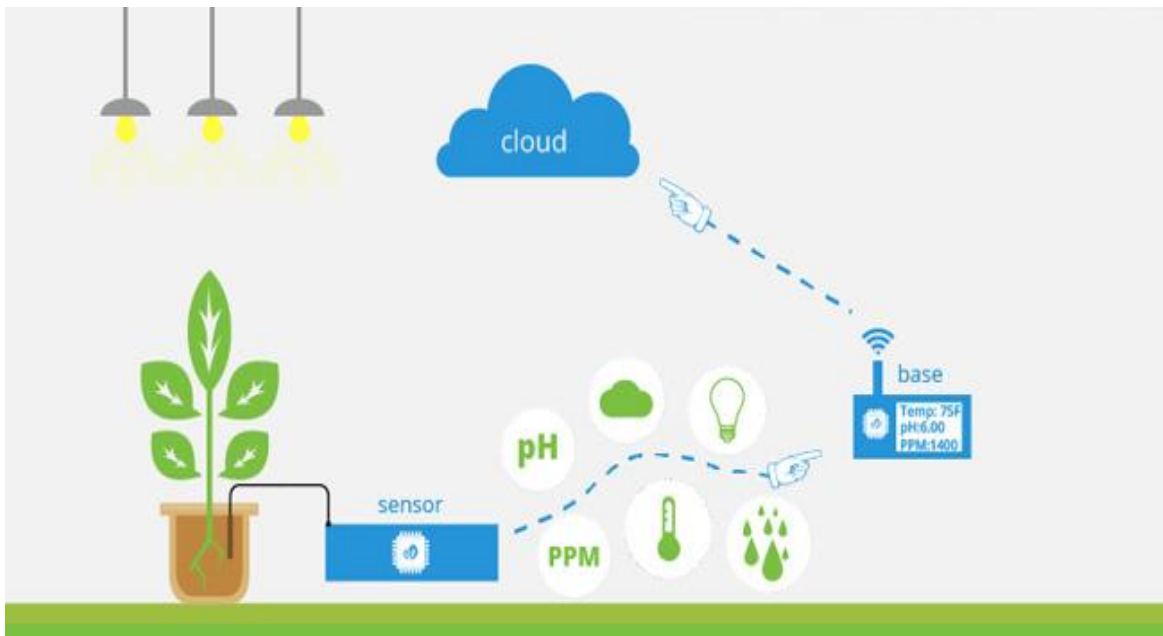 cloud
base
Temp: 75F
pH:6.00
PPM:1400
pH
sensor
PPM